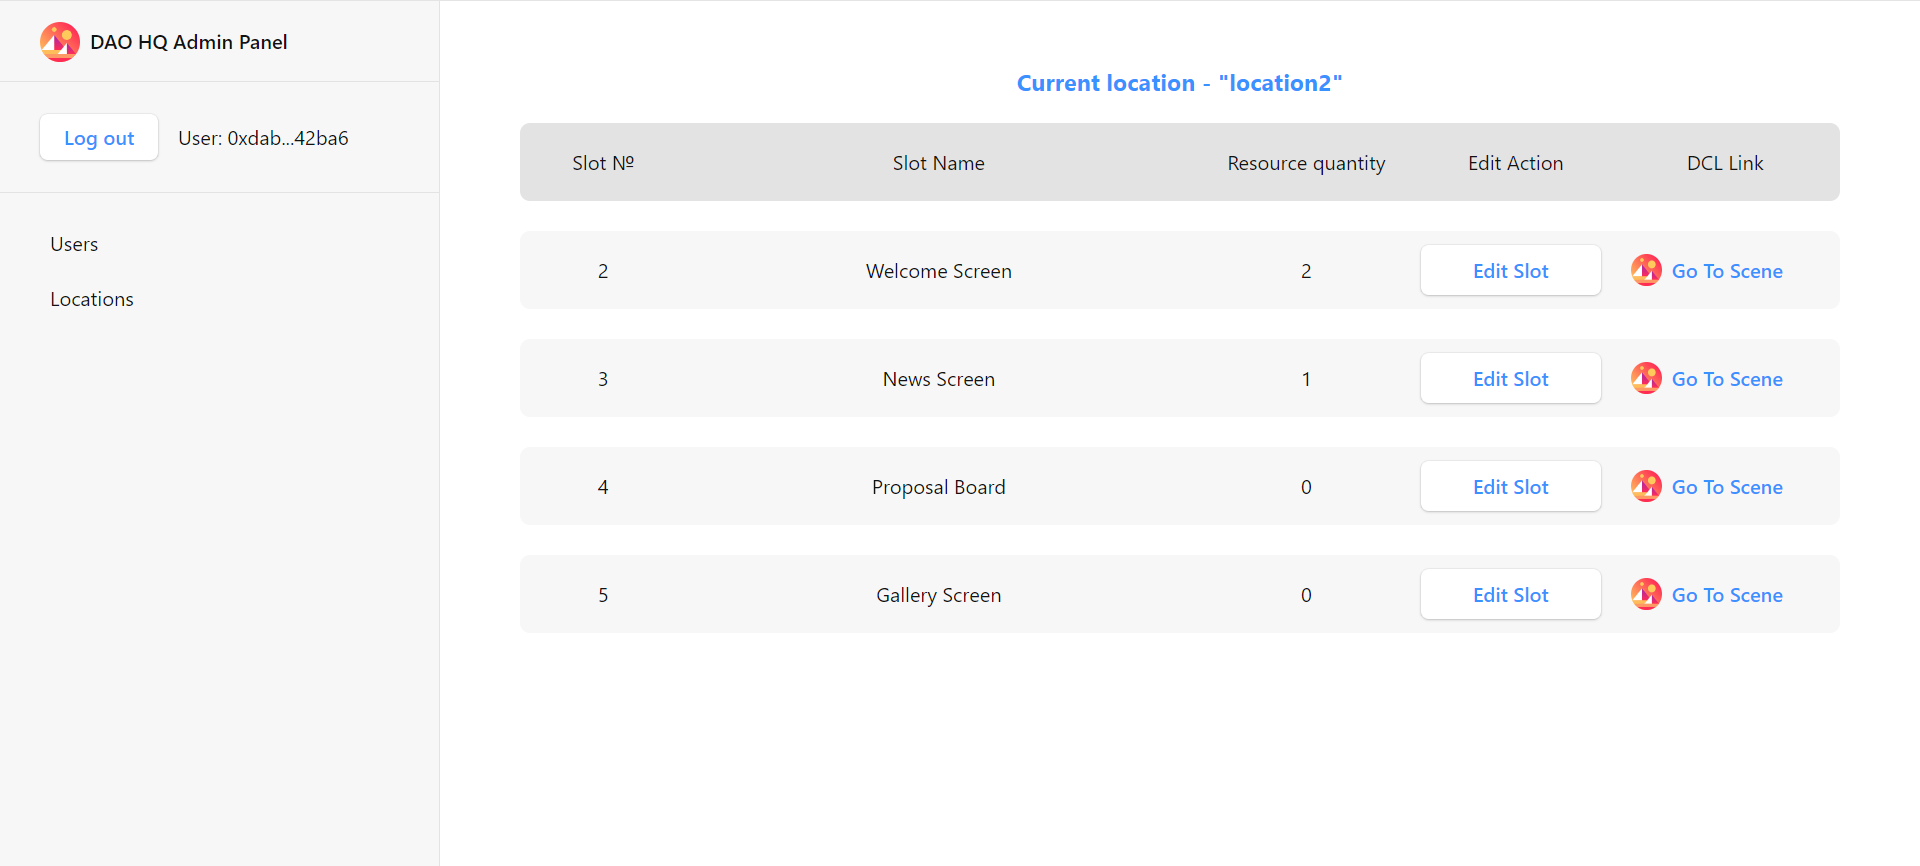 DAO HQ Admin Panel
Log out
User: 0xdab...42ba6
Users
Locations
Current location - "location2"
Slot № Slot Name Resource quantity Edit Action DCL Link
2 Welcome Screen 2 Edit Slot Go To Scene
3 News Screen 1 Edit Slot Go To Scene
4 Proposal Board 0 Edit Slot Go To Scene
5 Gallery Screen 0 Edit Slot Go To Scene